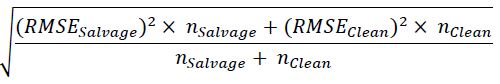 √(((RMSE_Salvage)² × n_Salvage + (RMSE_Clean)² × n_Clean) / (n_Salvage + n_Clean))